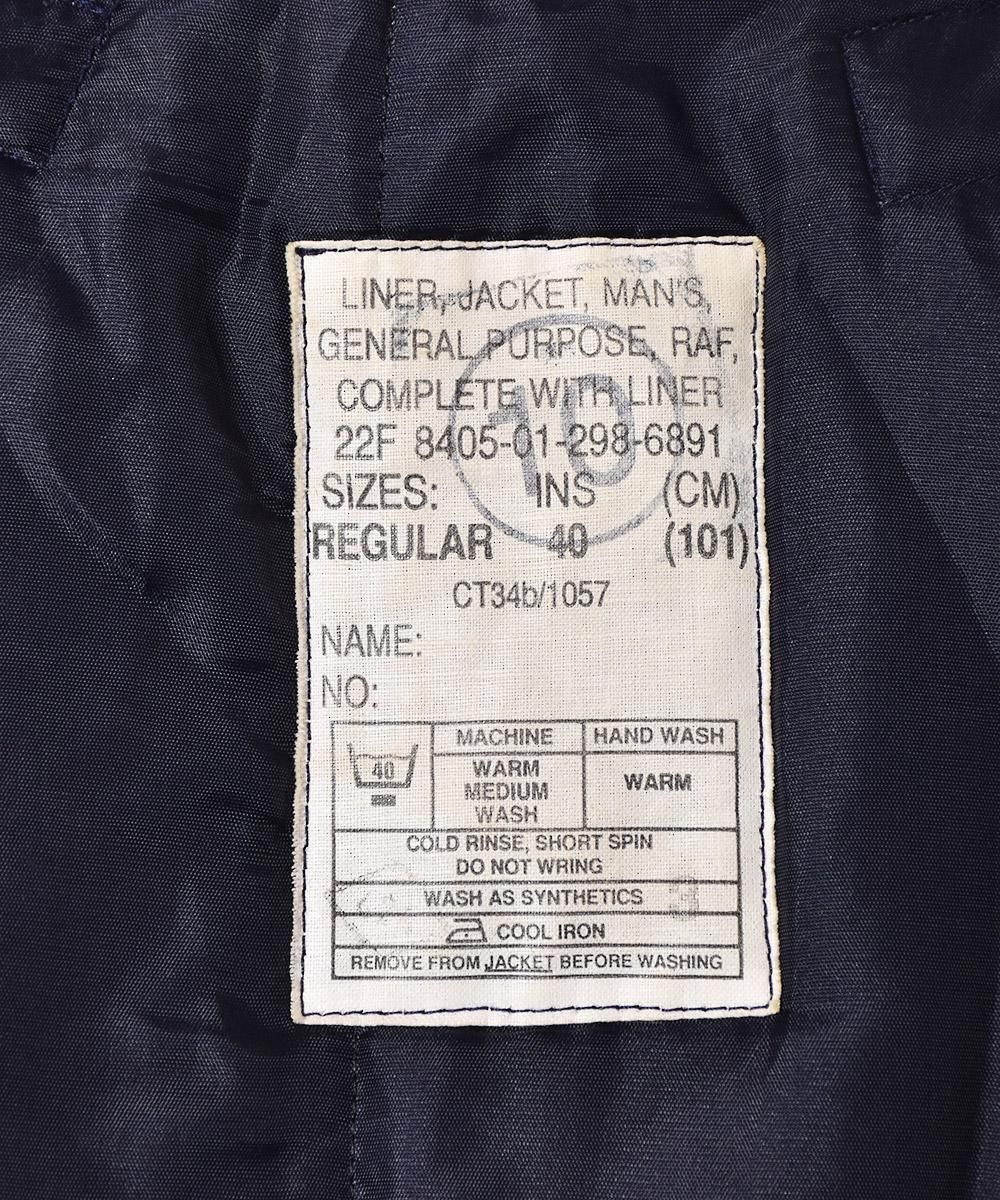 LINER, JACKET, MAN'S,
GENERAL PURPOSE, RAF,
COMPLETE WITH LINER
22F 8405-01-298-6891
SIZES: INS (CM)
REGULAR 40 (101)
10
CT34b/1057
NAME:
NO:
40
MACHINE HAND WASH
WARM
MEDIUM
WASH
WARM
COLD RINSE, SHORT SPIN
DO NOT WRING
WASH AS SYNTHETICS
COOL IRON
REMOVE FROM JACKET BEFORE WASHING